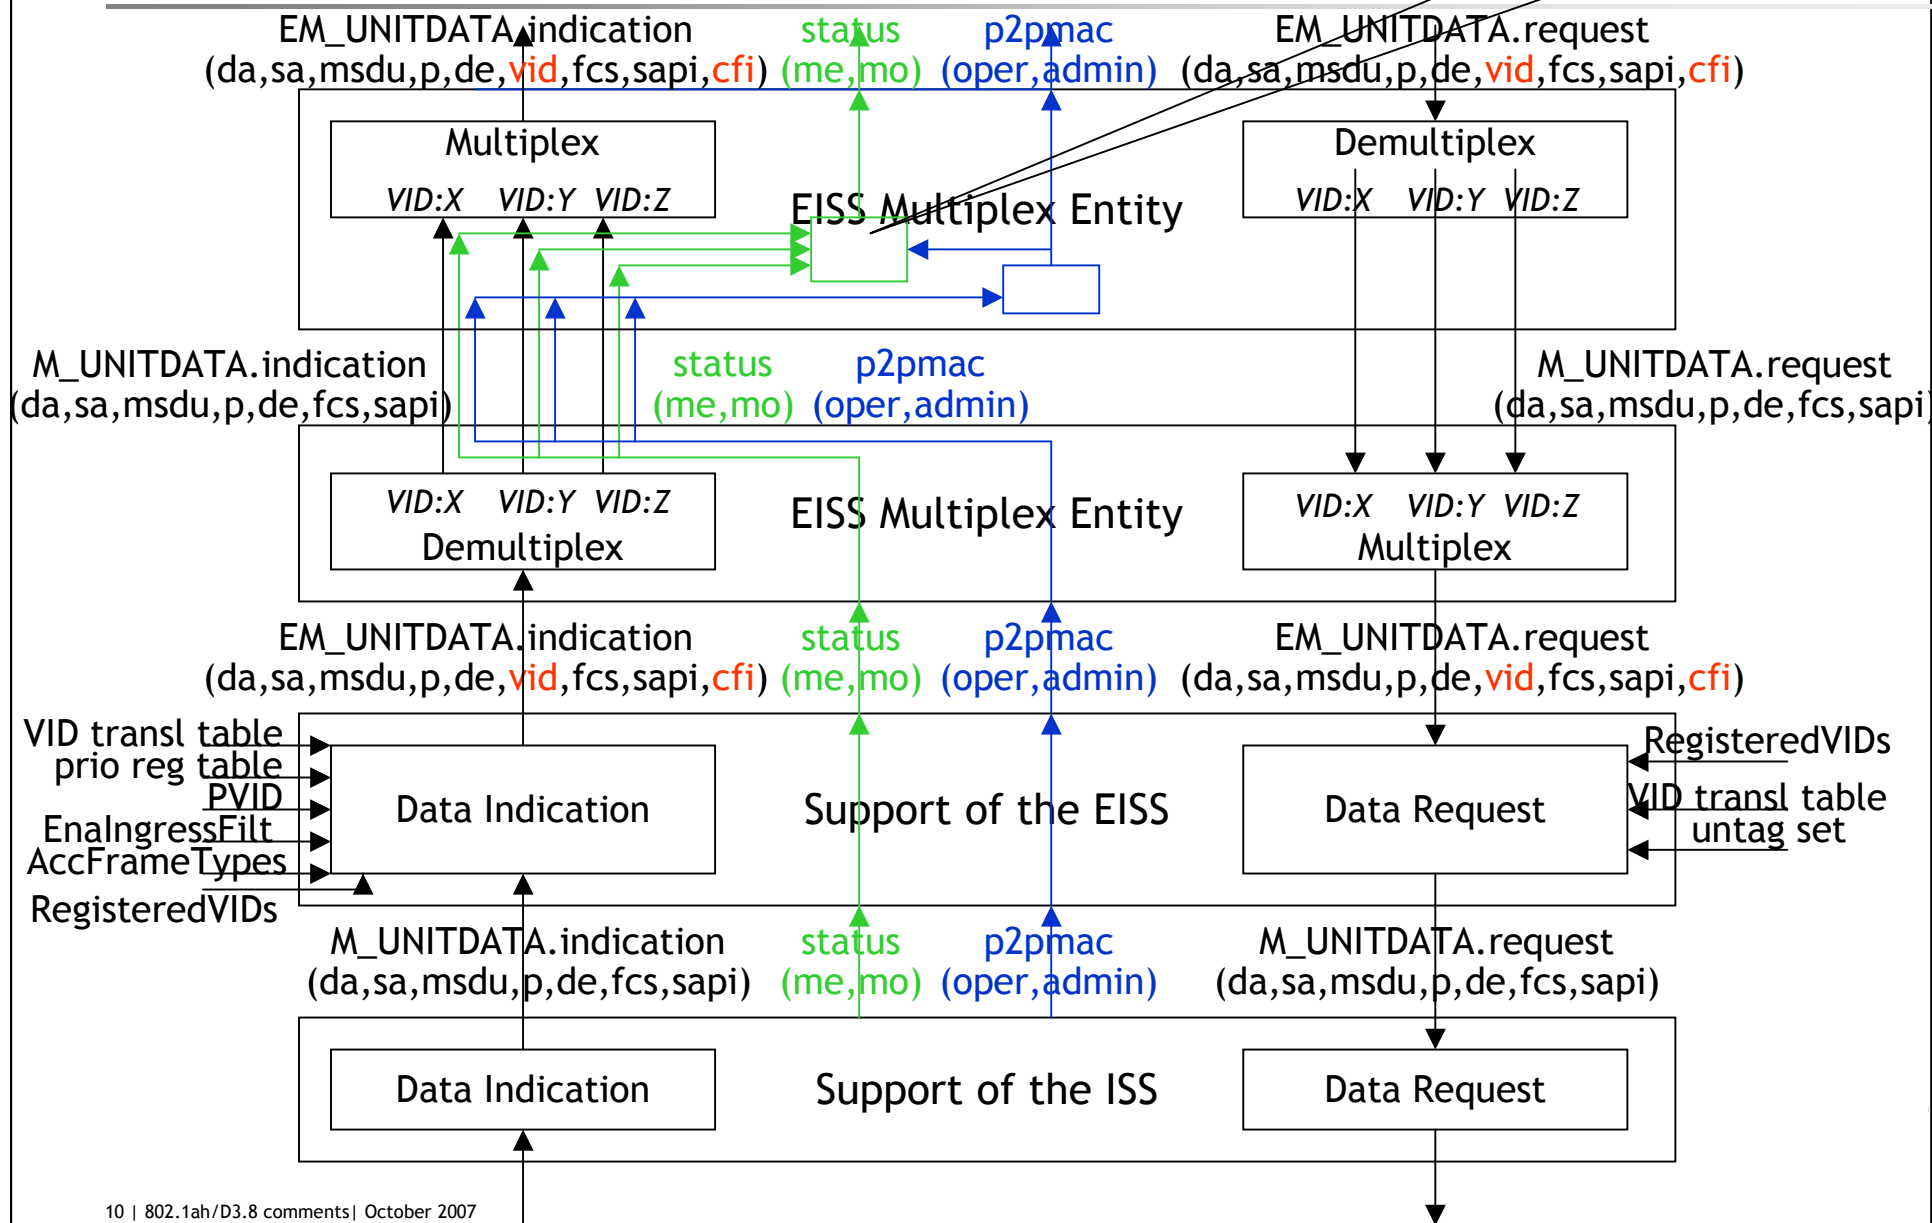 EM_UNITDATA.indication
(da,sa,msdu,p,de,vid,fcs,sapi,cfi)
status
(me,mo)
p2pmac
(oper,admin)
EM_UNITDATA.request
(da,sa,msdu,p,de,vid,fcs,sapi,cfi)
Multiplex
VID:X VID:Y VID:Z
EISS Multiplex Entity
Demultiplex
VID:X VID:Y VID:Z
M_UNITDATA.indication
(da,sa,msdu,p,de,fcs,sapi)
status
(me,mo)
p2pmac
(oper,admin)
M_UNITDATA.request
(da,sa,msdu,p,de,fcs,sapi)
VID:X VID:Y VID:Z
Demultiplex
EISS Multiplex Entity
VID:X VID:Y VID:Z
Multiplex
EM_UNITDATA.indication
(da,sa,msdu,p,de,vid,fcs,sapi,cfi)
status
(me,mo)
p2pmac
(oper,admin)
EM_UNITDATA.request
(da,sa,msdu,p,de,vid,fcs,sapi,cfi)
VID transl table
prio reg table
PVID
EnaIngressFilt
AccFrameTypes
RegisteredVIDs
Data Indication
Support of the EISS
Data Request
RegisteredVIDs
VID transl table
untag set
M_UNITDATA.indication
(da,sa,msdu,p,de,fcs,sapi)
status
(me,mo)
p2pmac
(oper,admin)
M_UNITDATA.request
(da,sa,msdu,p,de,fcs,sapi)
Data Indication
Support of the ISS
Data Request
10 | 802.1ah/D3.8 comments| October 2007